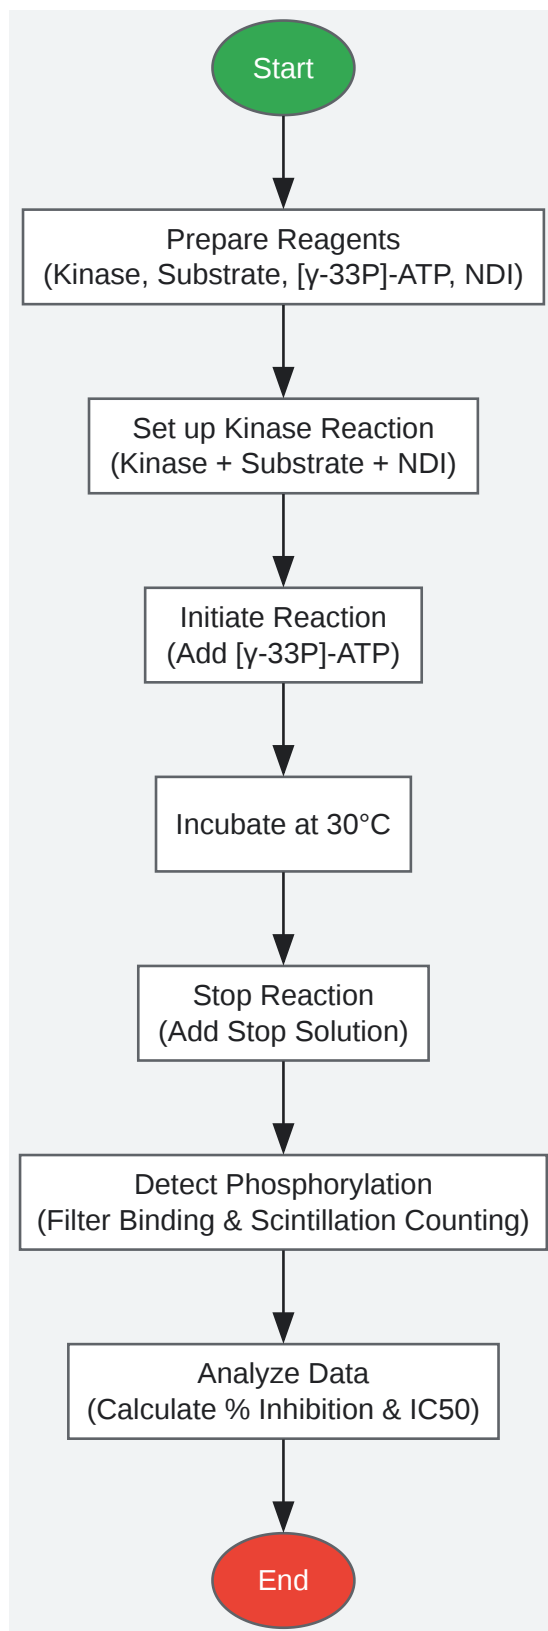 Start
Prepare Reagents
(Kinase, Substrate, [γ-33P]-ATP, NDI)
Set up Kinase Reaction
(Kinase + Substrate + NDI)
Initiate Reaction
(Add [γ-33P]-ATP)
Incubate at 30°C
Stop Reaction
(Add Stop Solution)
Detect Phosphorylation
(Filter Binding & Scintillation Counting)
Analyze Data
(Calculate % Inhibition & IC50)
End